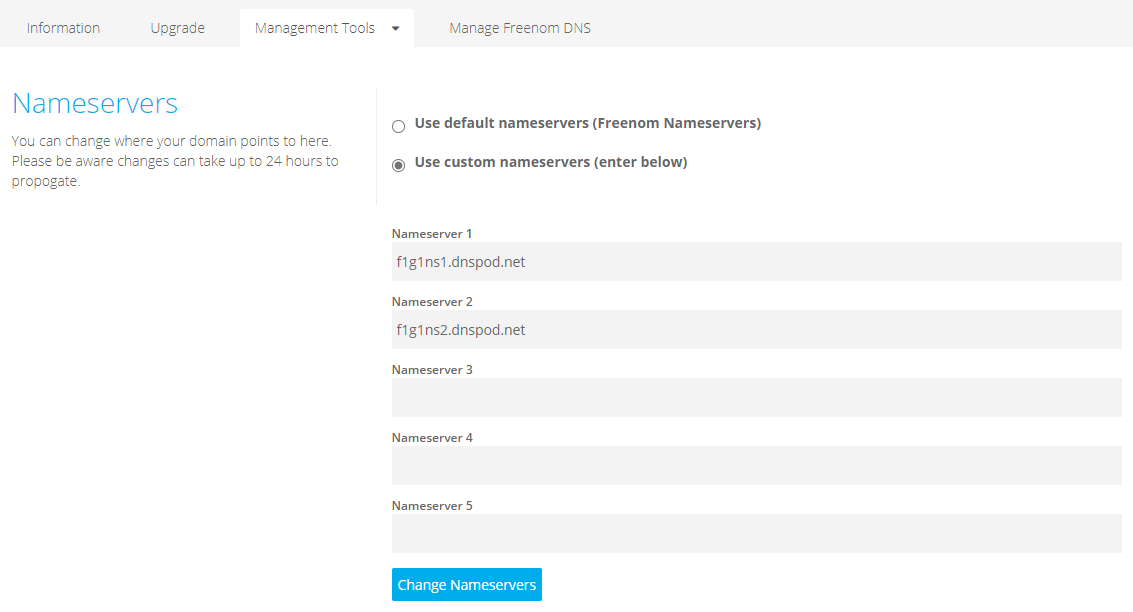 Information
Upgrade
Management Tools
Manage Freenom DNS
Nameservers
You can change where your domain points to here.
Please be aware changes can take up to 24 hours to
propogate.
Use default nameservers (Freenom Nameservers)
Use custom nameservers (enter below)
Nameserver 1
f1g1ns1.dnspod.net
Nameserver 2
f1g1ns2.dnspod.net
Nameserver 3
Nameserver 4
Nameserver 5
Change Nameservers